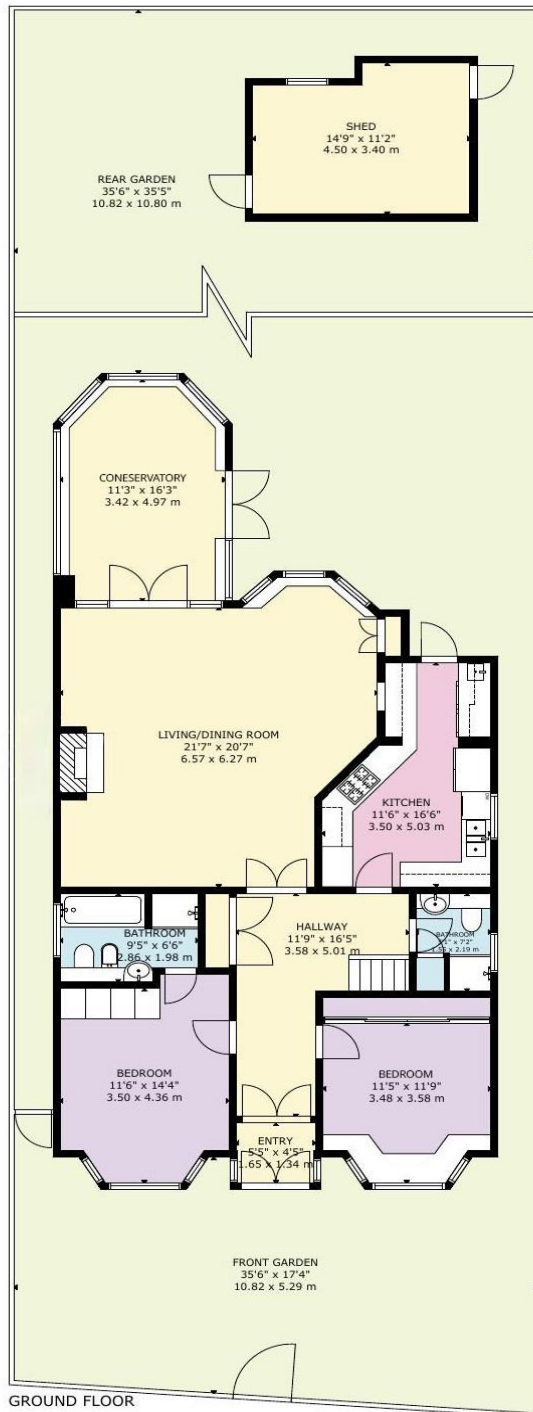 SHED
14'9" x 11'2"
4.50 x 3.40 m
REAR GARDEN
35'6" x 35'5"
10.82 x 10.80 m
CONESERVATORY
11'3" x 16'3"
3.42 x 4.97 m
LIVING/DINING ROOM
21'7" x 20'7"
6.57 x 6.27 m
KITCHEN
11'6" x 16'6"
3.50 x 5.03 m
BATHROOM
9'5" x 6'6"
2.86 x 1.98 m
HALLWAY
11'9" x 16'5"
3.58 x 5.01 m
BATHROOM
x 7'2"
x 2.19 m
BEDROOM
11'6" x 14'4"
3.50 x 4.36 m
BEDROOM
11'5" x 11'9"
3.48 x 3.58 m
ENTRY
5'5" x 4'5"
1.65 x 1.34 m
FRONT GARDEN
35'6" x 17'4"
10.82 x 5.29 m
GROUND FLOOR